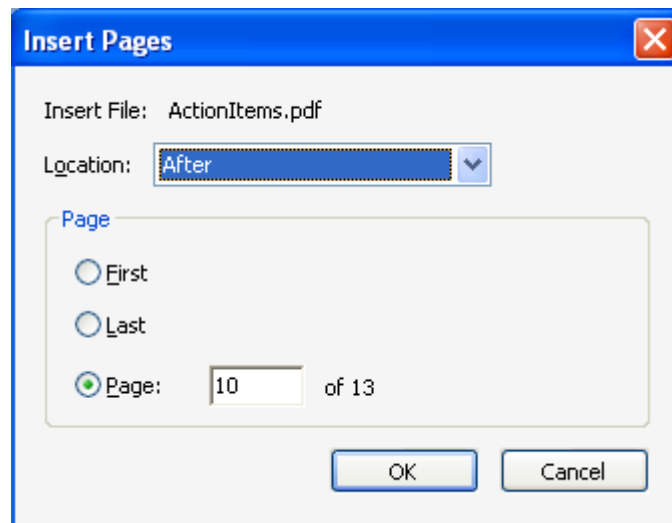 Insert Pages
Insert File: ActionItems.pdf
Location: After
Page
First
Last
Page: 10 of 13
OK Cancel